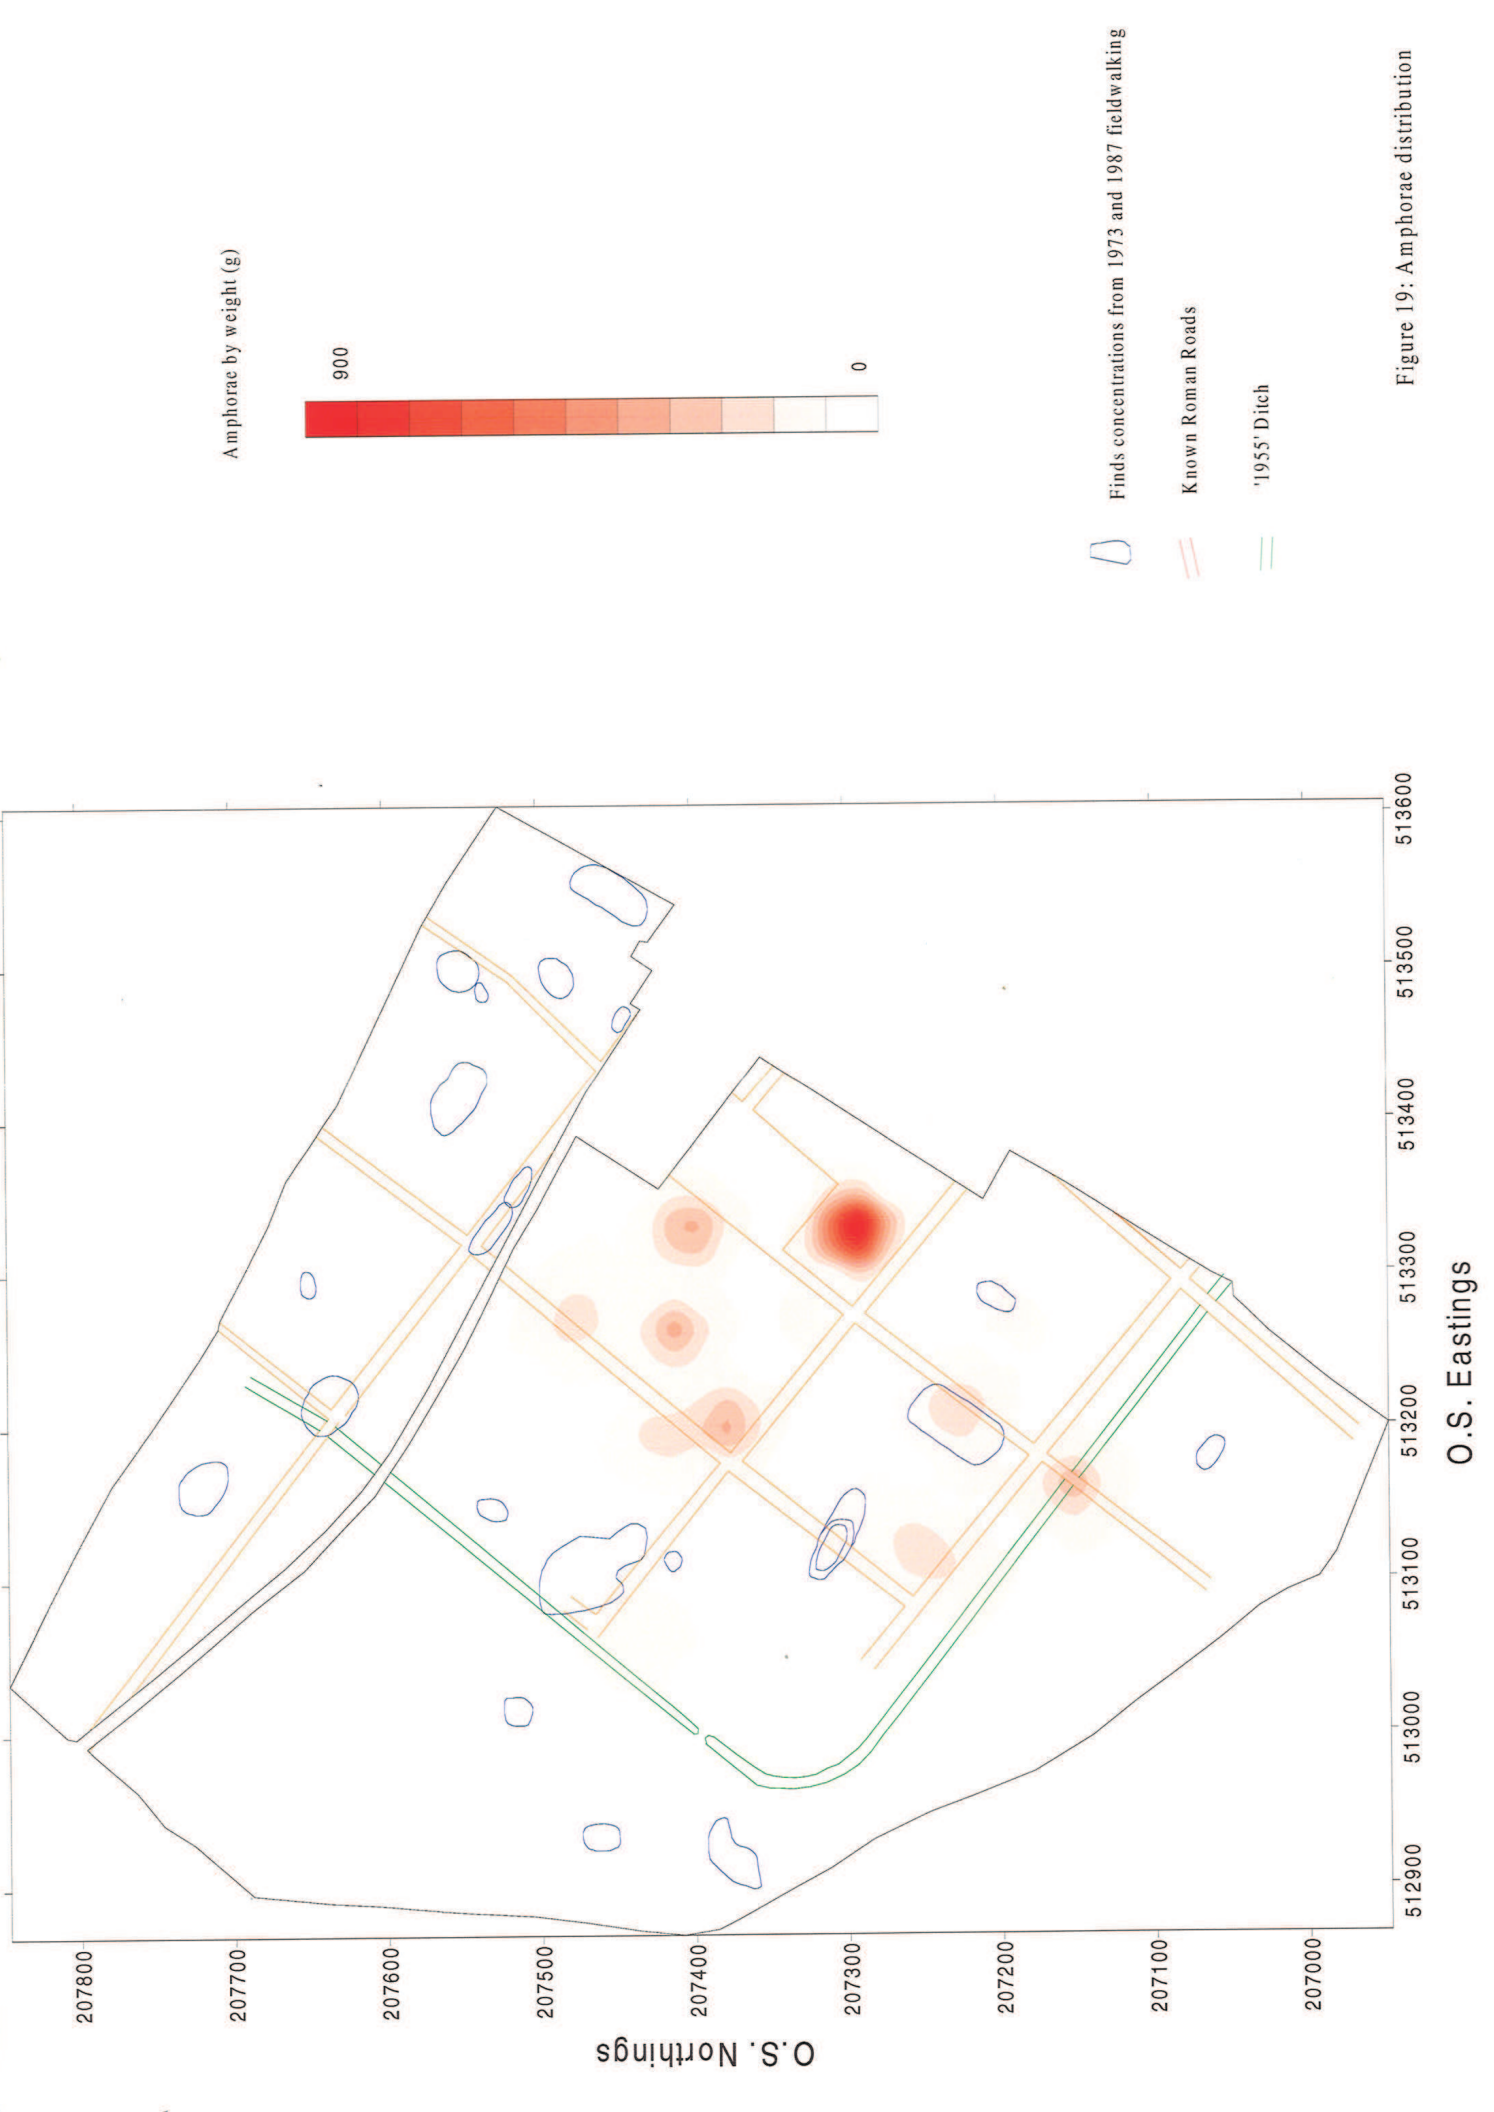 Amphorae by weight (g)
900
0
Finds concentrations from 1973 and 1987 fieldwalking
Known Roman Roads
'1955' Ditch
Figure 19: Amphorae distribution
207800
207700
207600
207500
207400
207300
207200
207100
207000
O.S. Northings
512900
513000
513100
513200
513300
513400
513500
513600
O.S. Eastings